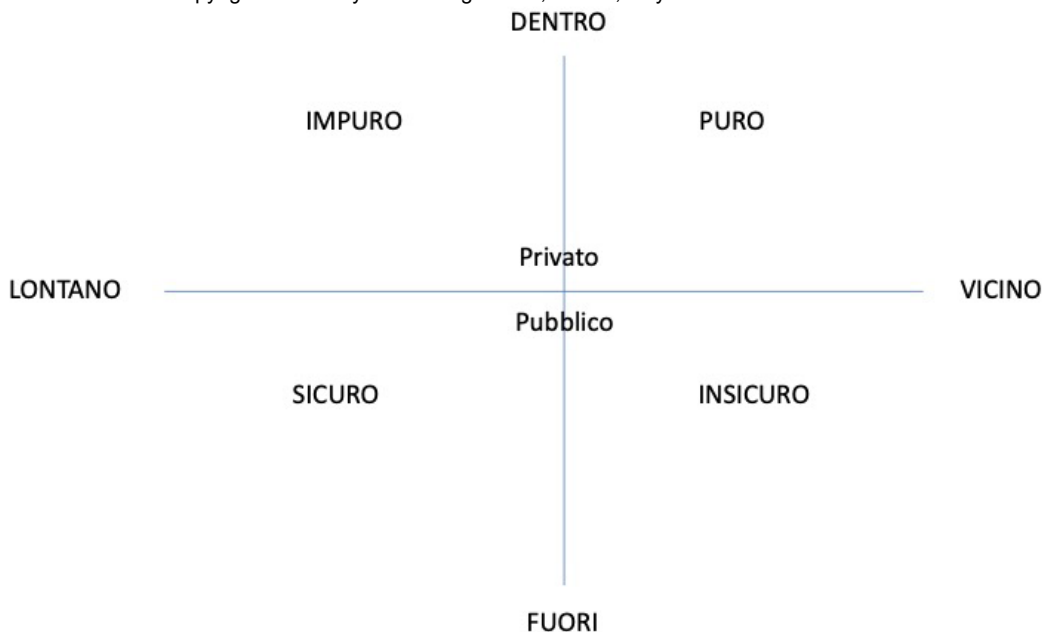 DENTRO
IMPURO PURO
Privato
LONTANO VICINO
Pubblico
SICURO INSICURO
FUORI